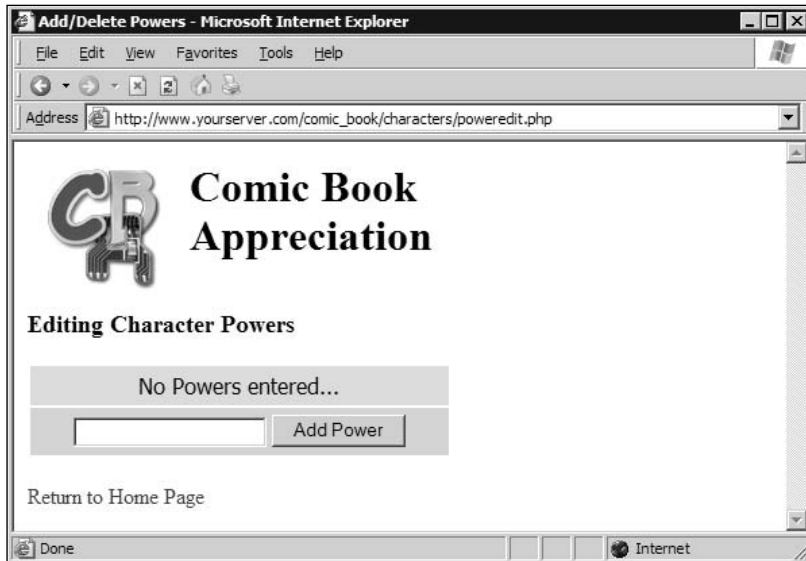 Add/Delete Powers - Microsoft Internet Explorer
File Edit View Favorites Tools Help
Address http://www.yourserver.com/comic_book/characters/poweredit.php
CB
Comic Book
Appreciation
Editing Character Powers
No Powers entered...
Add Power
Return to Home Page
Done
Internet